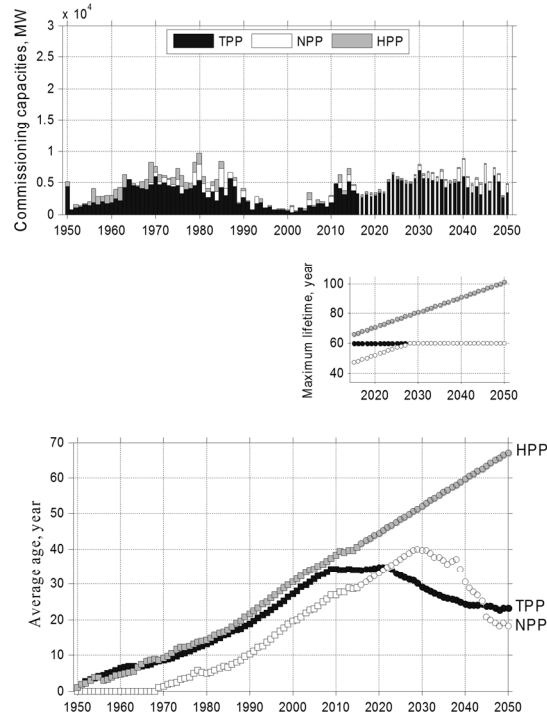 x 10⁴
Commissioning capacities, MW
TPP NPP HPP
3
2.5
2
1.5
1
0.5
0
1950 1960 1970 1980 1990 2000 2010 2020 2030 2040 2050
Maximum lifetime, year
100
80
60
40
2020 2030 2040 2050
Average age, year
70
60
50
40
30
20
10
0
HPP
TPP
NPP
1950 1960 1970 1980 1990 2000 2010 2020 2030 2040 2050